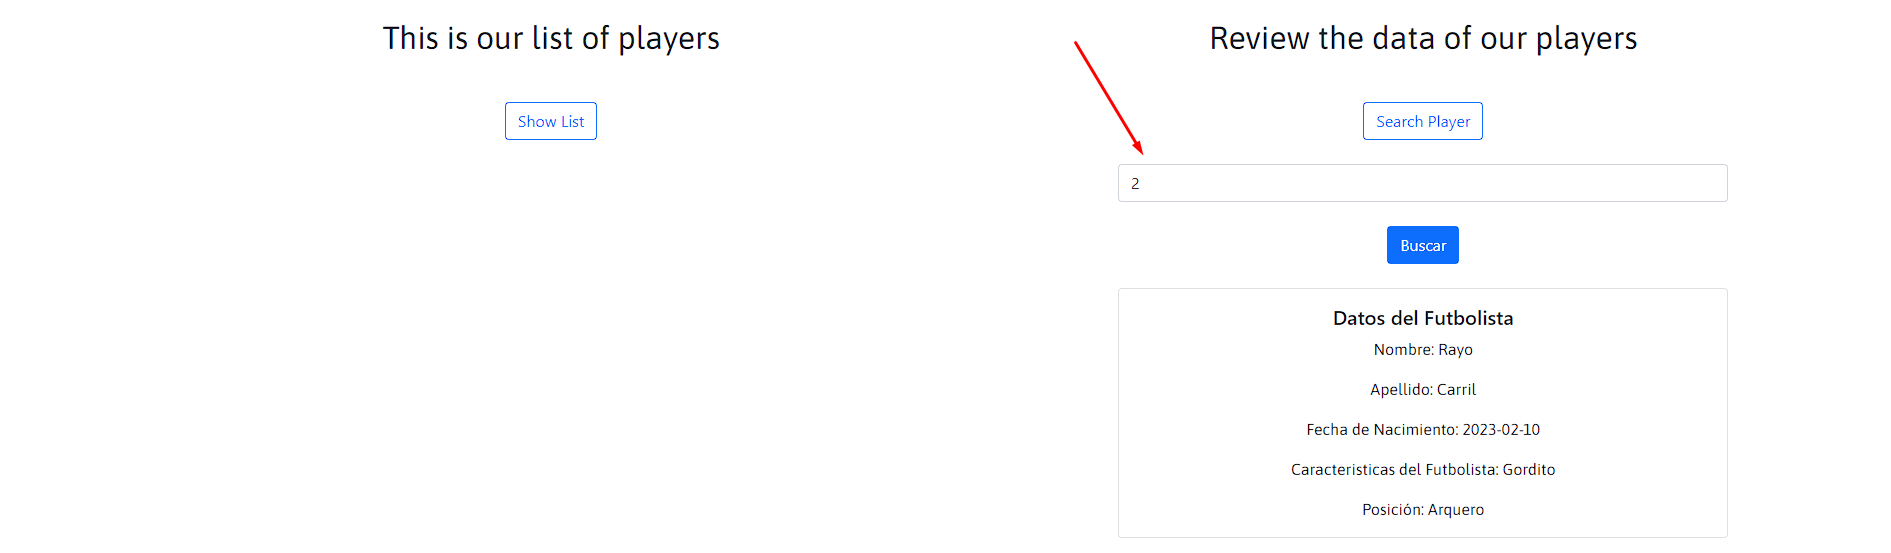 This is our list of players
Show List
Review the data of our players
Search Player
2
Buscar
Datos del Futbolista
Nombre: Rayo
Apellido: Carril
Fecha de Nacimiento: 2023-02-10
Caracteristicas del Futbolista: Gordito
Posición: Arquero